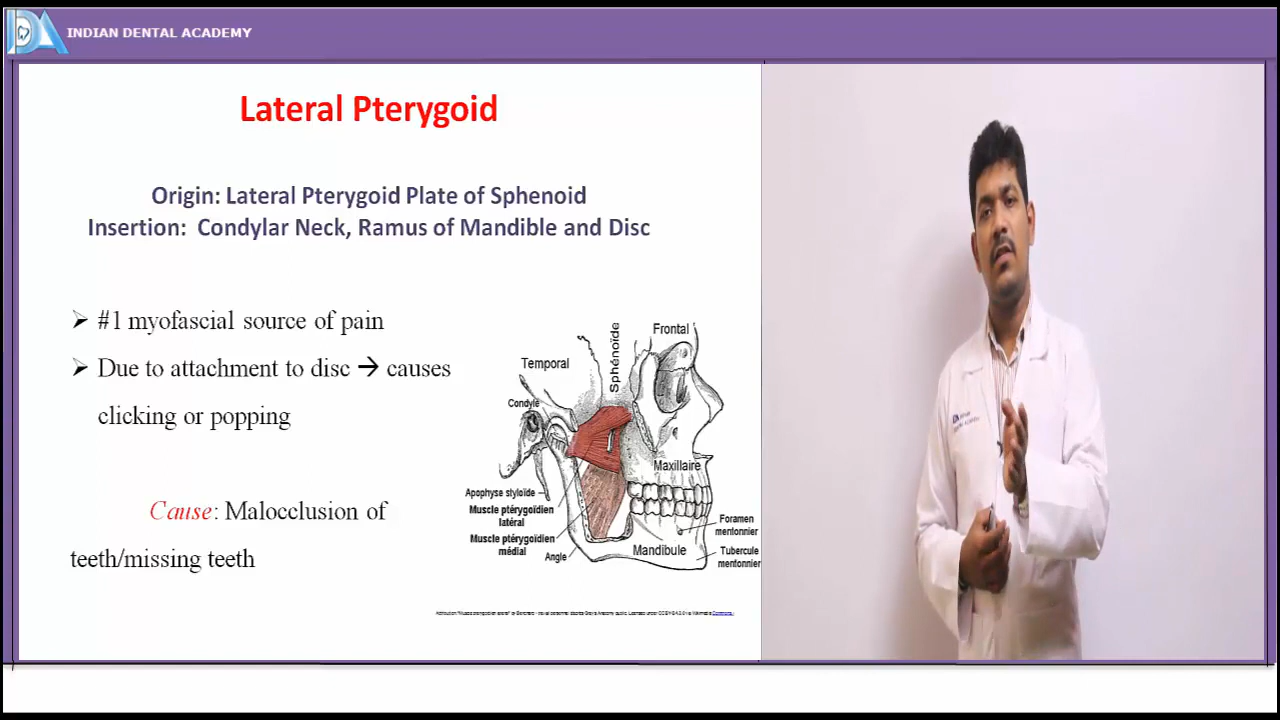 INDIAN DENTAL ACADEMY
Lateral Pterygoid
Origin: Lateral Pterygoid Plate of Sphenoid
Insertion: Condylar Neck, Ramus of Mandible and Disc
➢ #1 myofascial source of pain
➢ Due to attachment to disc → causes
clicking or popping
Cause: Malocclusion of
teeth/missing teeth
Frontal
Sphénoïde
Temporal
Condyle
Maxillaire
Apophyse styloïde
Muscle ptérygoïdien
latéral
Muscle ptérygoïdien
médial
Angle
Mandibule
Foramen
mentonnier
Tubercule
mentonnier